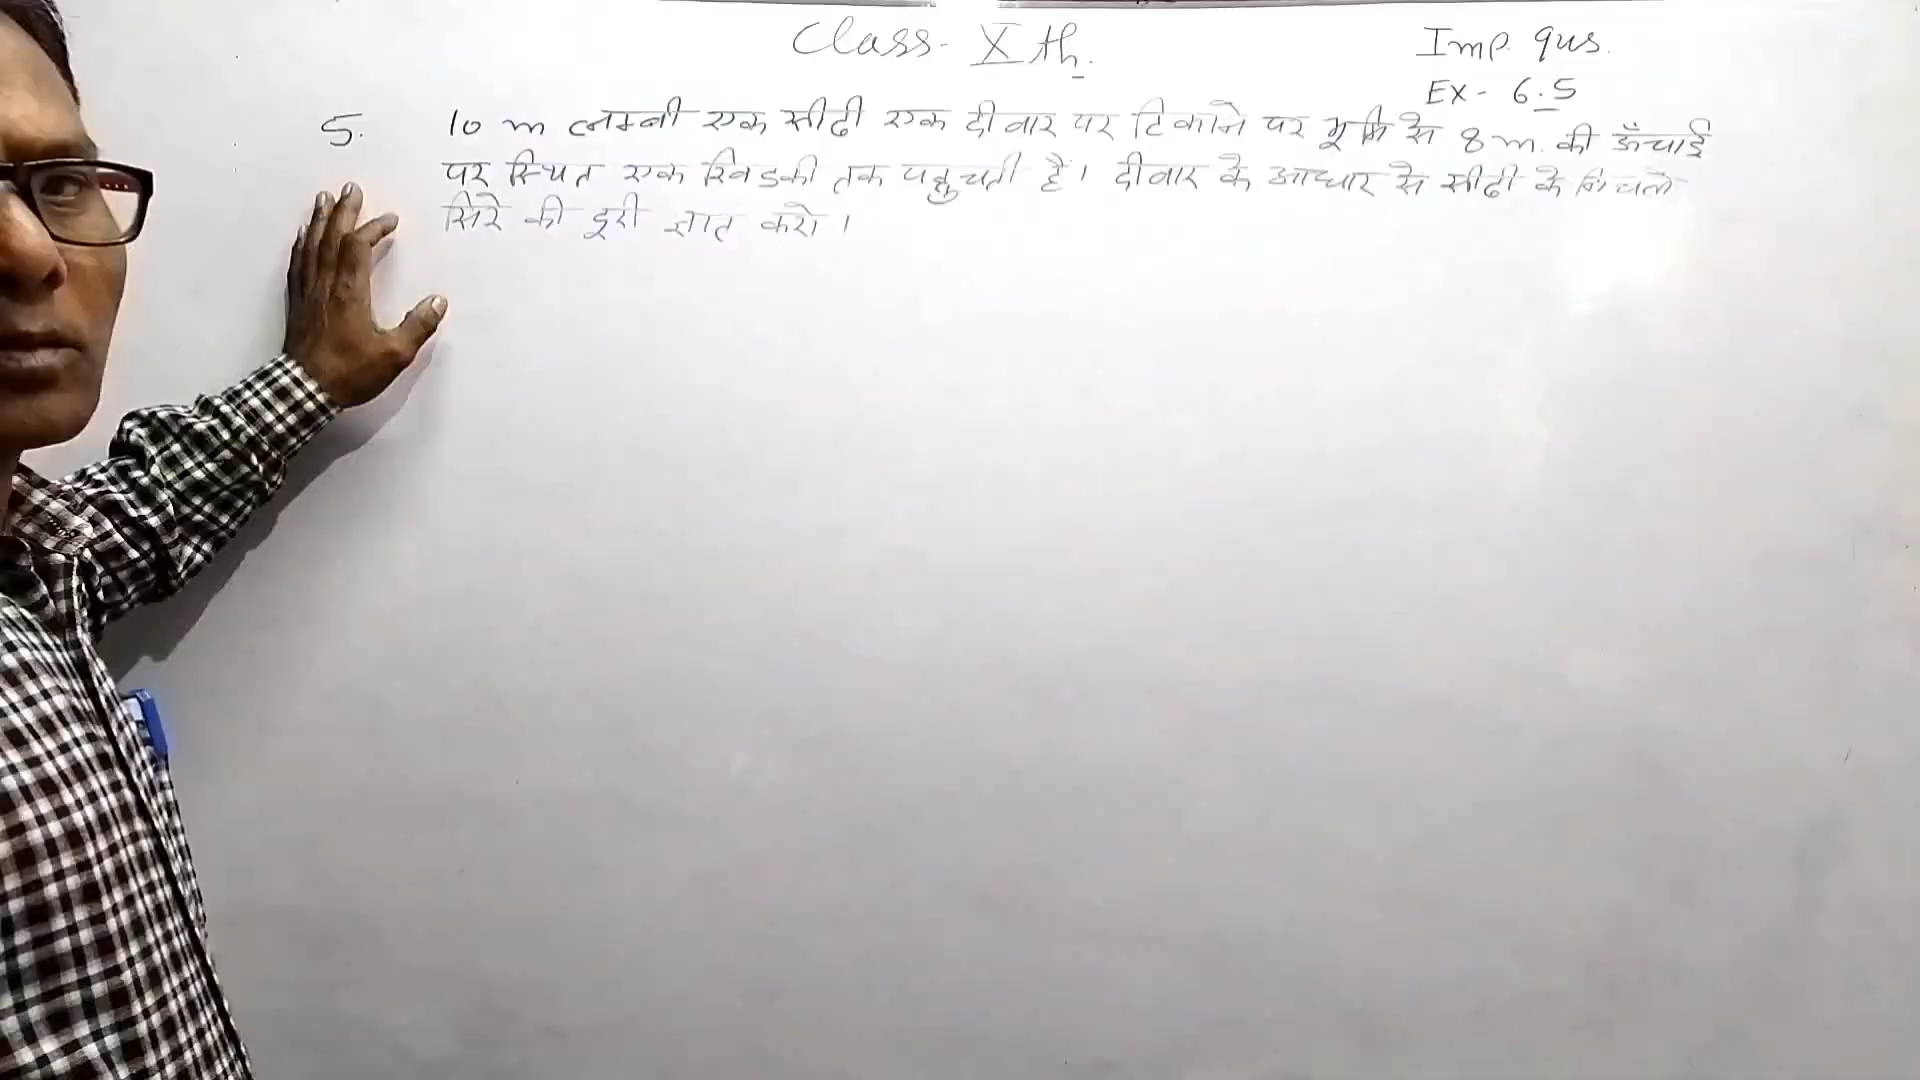 Class- Xth.
Imp. qus.
Ex- 6.5
5. 10 m लम्बी एक सीढी एक दीवार पर टिकाने पर भूमि से 8 m. की ऊँचाई
पर स्थित एक खिडकी तक पहुचती है। दीवार के आधार से सीढी के निचले
सिरे की दूरी ज्ञात करो।